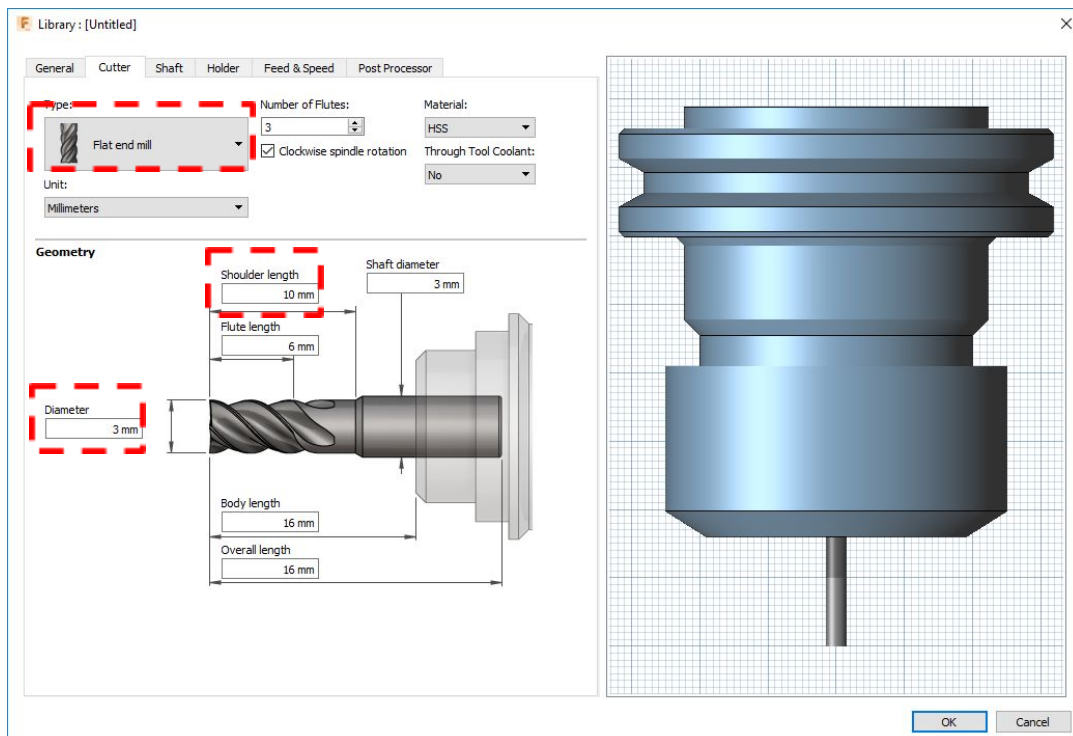 Library : [Untitled]
General Cutter Shaft Holder Feed & Speed Post Processor
Type:
Flat end mill
Number of Flutes:
3
Clockwise spindle rotation
Material:
HSS
Through Tool Coolant:
No
Unit:
Millimeters
Geometry
Shoulder length
10 mm
Shaft diameter
3 mm
Flute length
6 mm
Diameter
3 mm
Body length
16 mm
Overall length
16 mm
OK Cancel